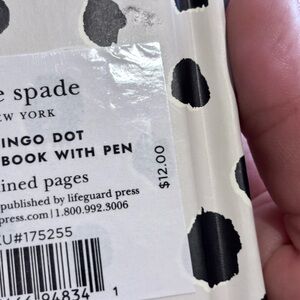 e spade
EW YORK
INGO DOT
BOOK WITH PEN
ined pages
published by lifeguard press
press.com | 1.800.992.3006
U#175255
94834 1
$12.00